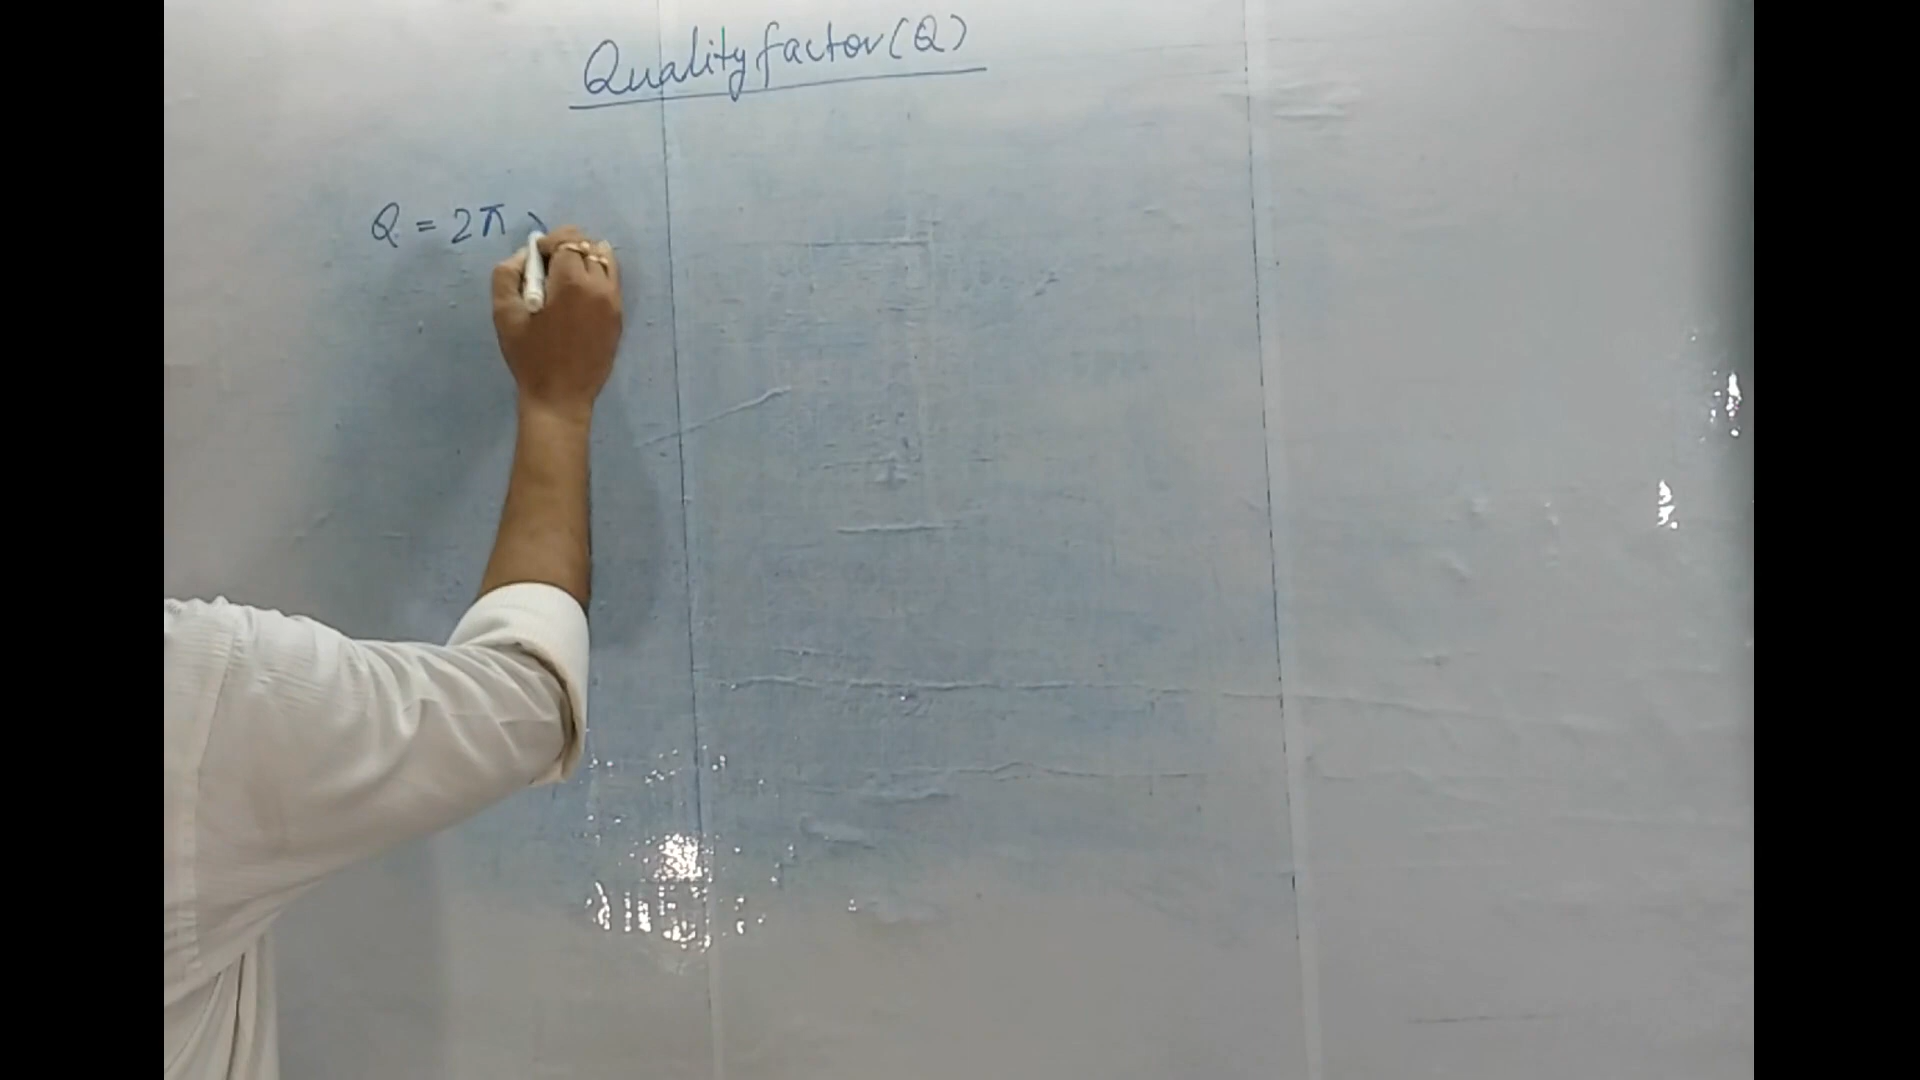 Quality factor (Q)
Q = 2π